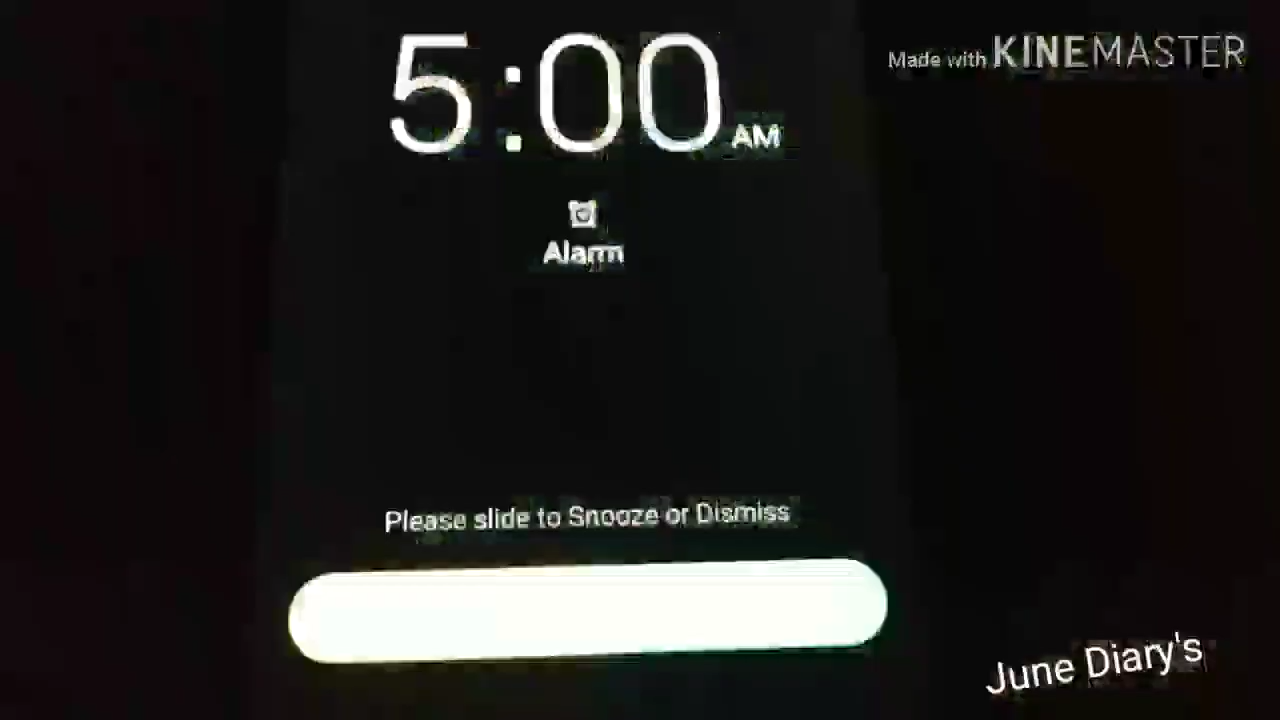 Made with KINEMASTER
5:00 AM
Alarm
Please slide to Snooze or Dismiss
June Diary's